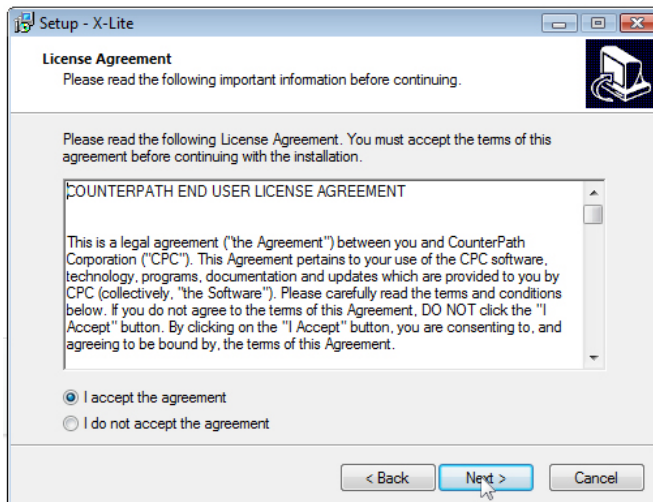 Setup - X-Lite
License Agreement
Please read the following important information before continuing.
Please read the following License Agreement. You must accept the terms of this
agreement before continuing with the installation.
COUNTERPATH END USER LICENSE AGREEMENT
This is a legal agreement ("the Agreement") between you and CounterPath
Corporation ("CPC"). This Agreement pertains to your use of the CPC software,
technology, programs, documentation and updates which are provided to you by
CPC (collectively, "the Software"). Please carefully read the terms and conditions
below. If you do not agree to the terms of this Agreement, DO NOT click the "I
Accept" button. By clicking on the "I Accept" button, you are consenting to, and
agreeing to be bound by, the terms of this Agreement.
I accept the agreement
I do not accept the agreement
< Back Next > Cancel